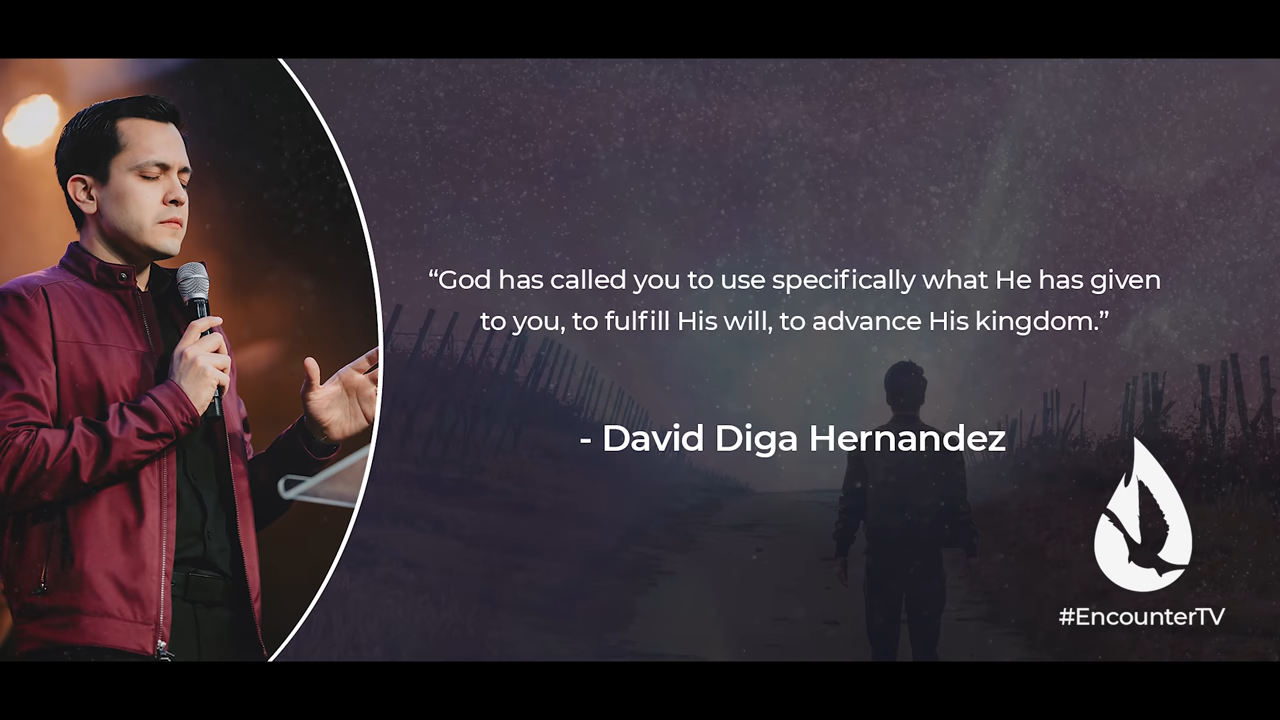 “God has called you to use specifically what He has given
to you, to fulfill His will, to advance His kingdom.”
- David Diga Hernandez
#EncounterTV